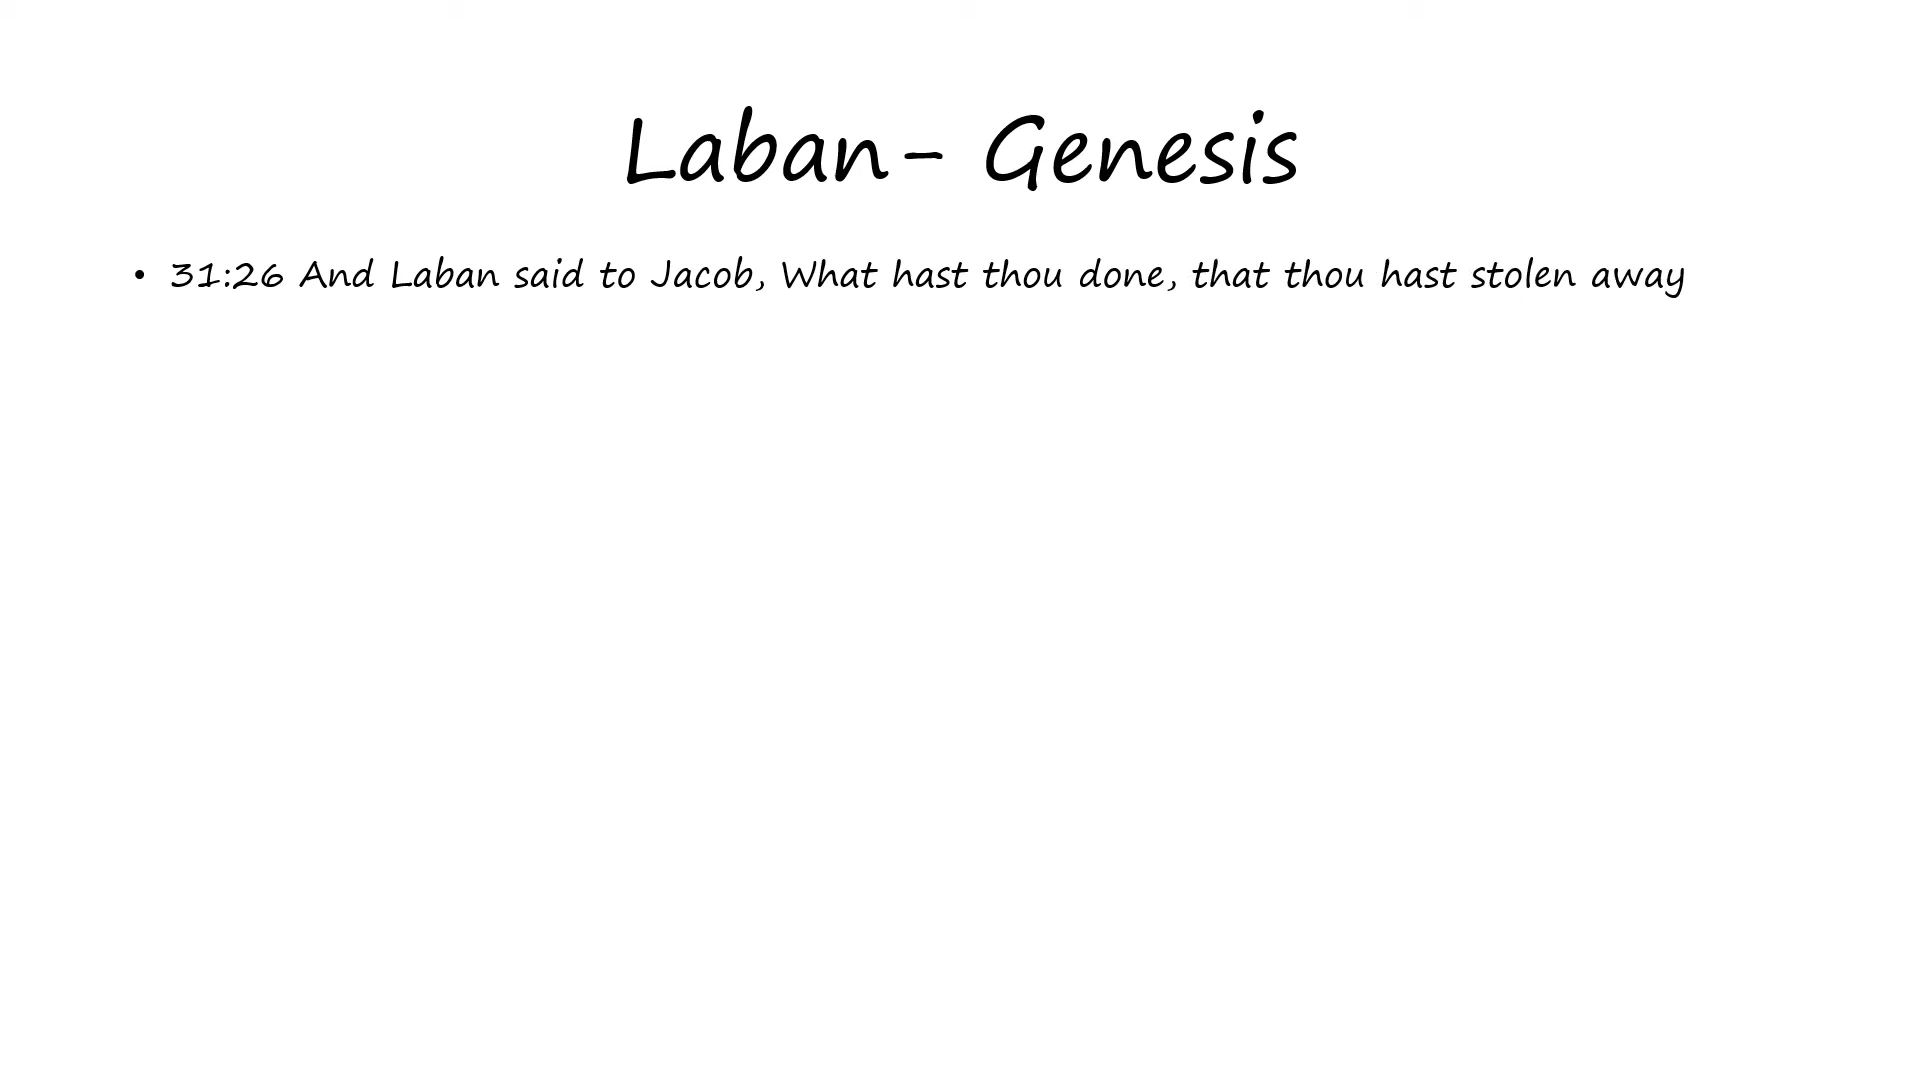 Laban- Genesis
• 31:26 And Laban said to Jacob, What hast thou done, that thou hast stolen away